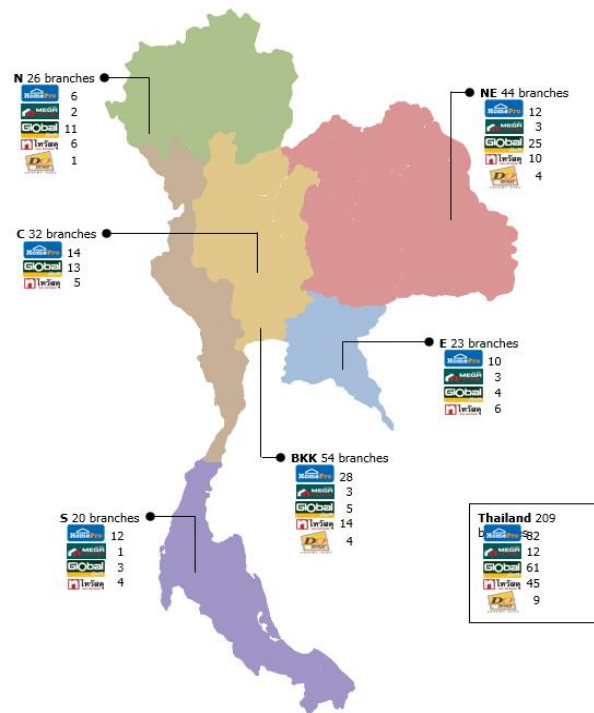 N 26 branches
HomePro 6
MEGA 2
Global 11
ไทวัสดุ 6
1
NE 44 branches
HomePro 12
MEGA 3
Global 25
ไทวัสดุ 10
4
C 32 branches
HomePro 14
Global 13
ไทวัสดุ 5
E 23 branches
HomePro 10
MEGA 3
Global 4
ไทวัสดุ 6
BKK 54 branches
HomePro 28
MEGA 3
Global 5
ไทวัสดุ 14
4
S 20 branches
HomePro 12
MEGA 1
Global 3
ไทวัสดุ 4
Thailand 209
HomePro 82
MEGA 12
Global 61
ไทวัสดุ 45
9